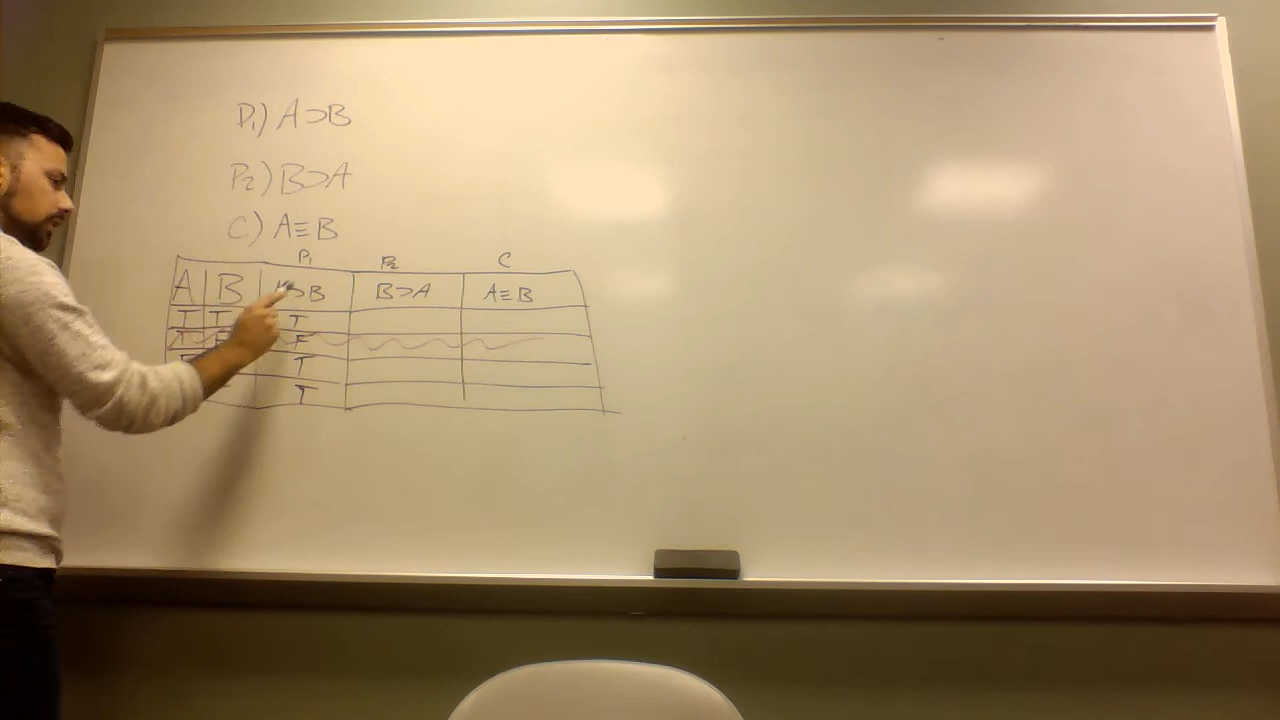 P₁) A⊃B
P₂) B⊃A
C) A≡B
P₁ P₂ C
A B ⊃B B⊃A A≡B
T T T
T F F
T
T